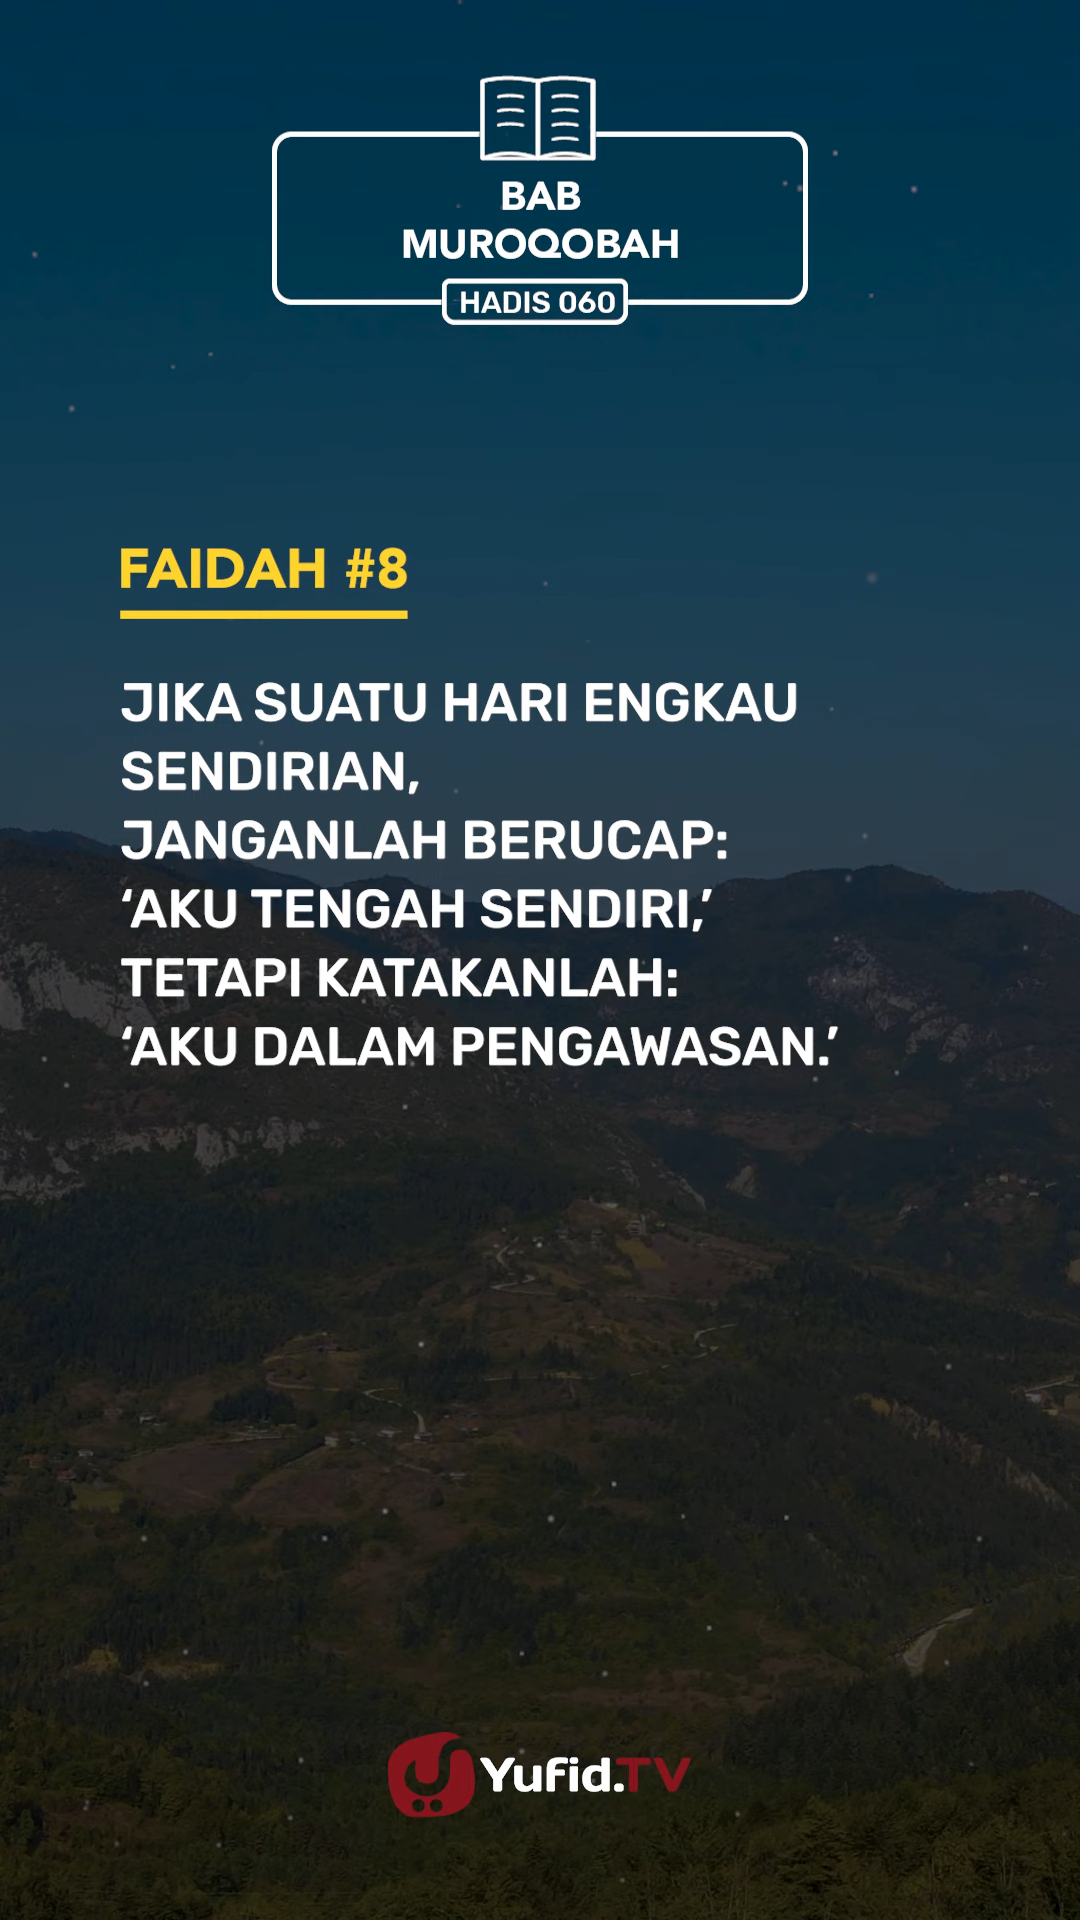 BAB
MUROQOBAH
HADIS 060
FAIDAH #8
JIKA SUATU HARI ENGKAU
SENDIRIAN,
JANGANLAH BERUCAP:
‘AKU TENGAH SENDIRI,’
TETAPI KATAKANLAH:
‘AKU DALAM PENGAWASAN.’
Yufid.TV